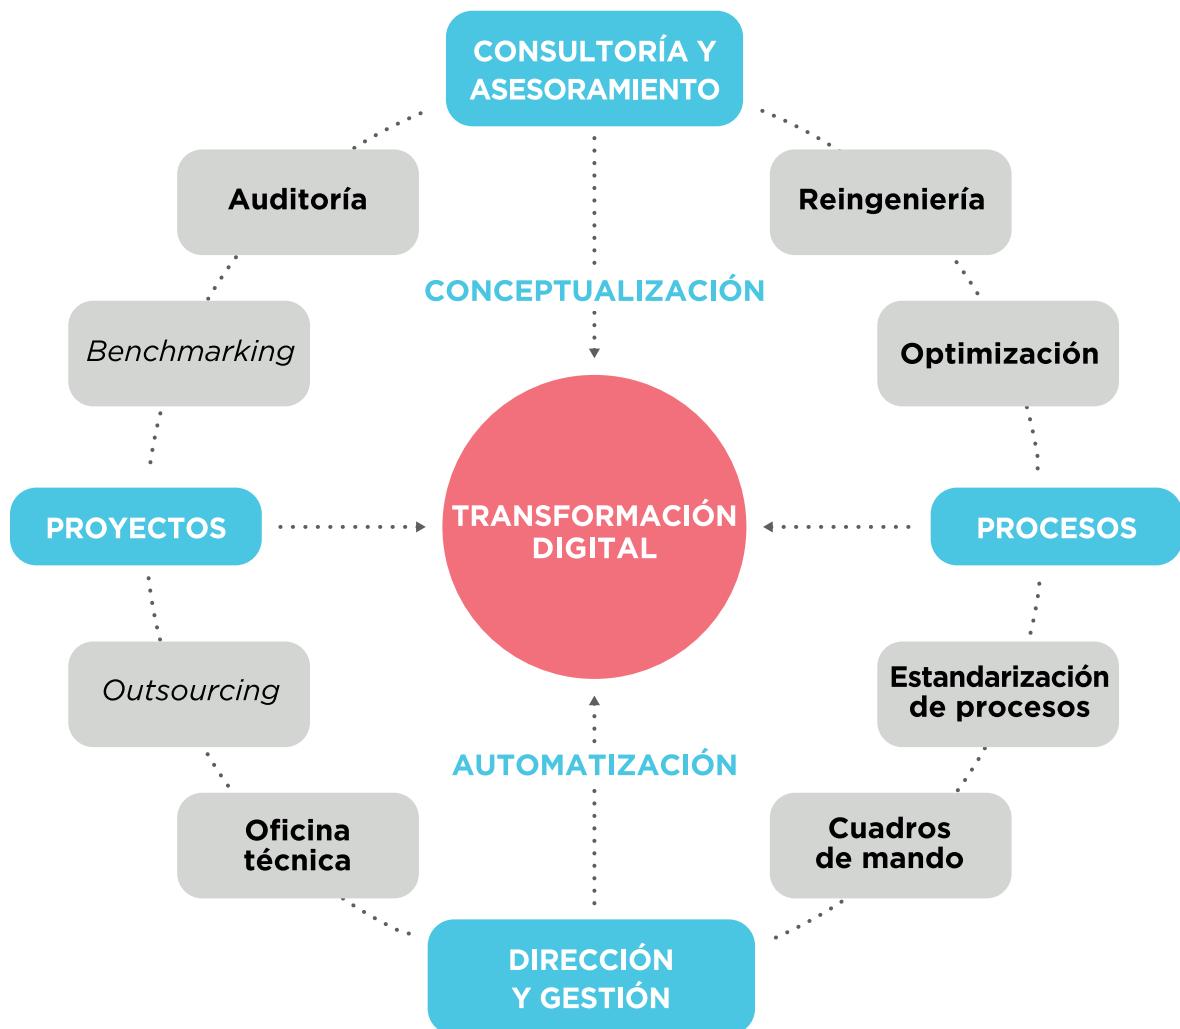 CONSULTORÍA Y
ASESORAMIENTO
Auditoría
Reingeniería
CONCEPTUALIZACIÓN
Benchmarking
Optimización
PROYECTOS
TRANSFORMACIÓN
DIGITAL
PROCESOS
Outsourcing
Estandarización
de procesos
AUTOMATIZACIÓN
Oficina
técnica
Cuadros
de mando
DIRECCIÓN
Y GESTIÓN